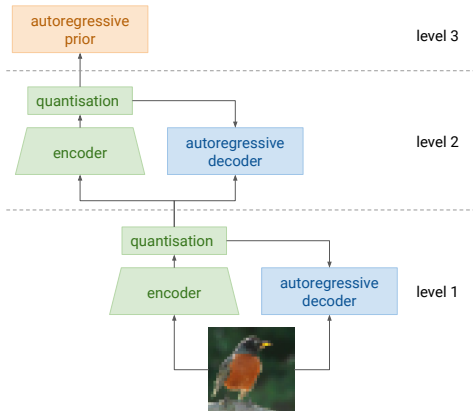 autoregressive
prior
level 3
quantisation
encoder
autoregressive
decoder
level 2
quantisation
encoder
autoregressive
decoder
level 1